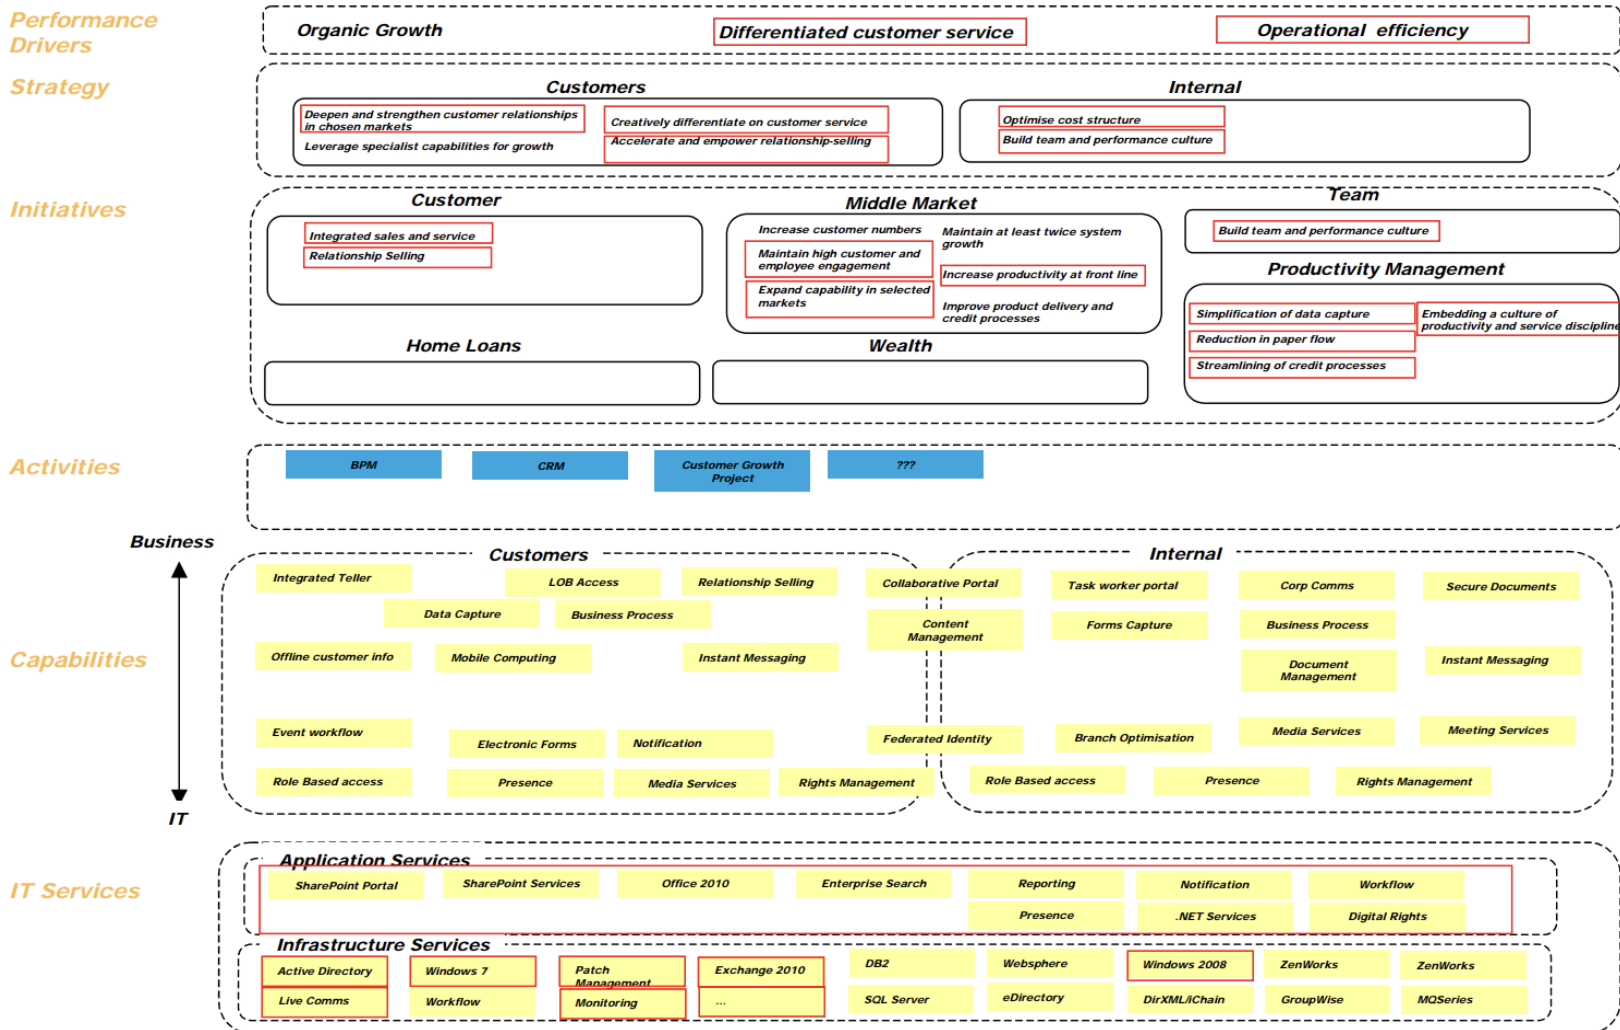 Performance
Drivers
Organic Growth
Differentiated customer service
Operational efficiency
Strategy
Customers
Deepen and strengthen customer relationships
in chosen markets
Leverage specialist capabilities for growth
Creatively differentiate on customer service
Accelerate and empower relationship-selling
Internal
Optimise cost structure
Build team and performance culture
Initiatives
Customer
Integrated sales and service
Relationship Selling
Middle Market
Increase customer numbers
Maintain high customer and
employee engagement
Expand capability in selected
markets
Maintain at least twice system
growth
Increase productivity at front line
Improve product delivery and
credit processes
Team
Build team and performance culture
Productivity Management
Simplification of data capture
Reduction in paper flow
Streamlining of credit processes
Embedding a culture of
productivity and service discipline
Home Loans
Wealth
Activities
BPM
CRM
Customer Growth
Project
???
Business
IT
Capabilities
Customers
Integrated Teller
LOB Access
Relationship Selling
Collaborative Portal
Data Capture
Business Process
Content
Management
Offline customer info
Mobile Computing
Instant Messaging
Event workflow
Electronic Forms
Notification
Federated Identity
Role Based access
Presence
Media Services
Rights Management
Internal
Task worker portal
Corp Comms
Secure Documents
Forms Capture
Business Process
Document
Management
Instant Messaging
Branch Optimisation
Media Services
Meeting Services
Role Based access
Presence
Rights Management
IT Services
Application Services
SharePoint Portal
SharePoint Services
Office 2010
Enterprise Search
Reporting
Notification
Workflow
Presence
.NET Services
Digital Rights
Infrastructure Services
Active Directory
Windows 7
Patch
Management
Exchange 2010
DB2
Websphere
Windows 2008
ZenWorks
ZenWorks
Live Comms
Workflow
Monitoring
...
SQL Server
eDirectory
DirXML/iChain
GroupWise
MQSeries